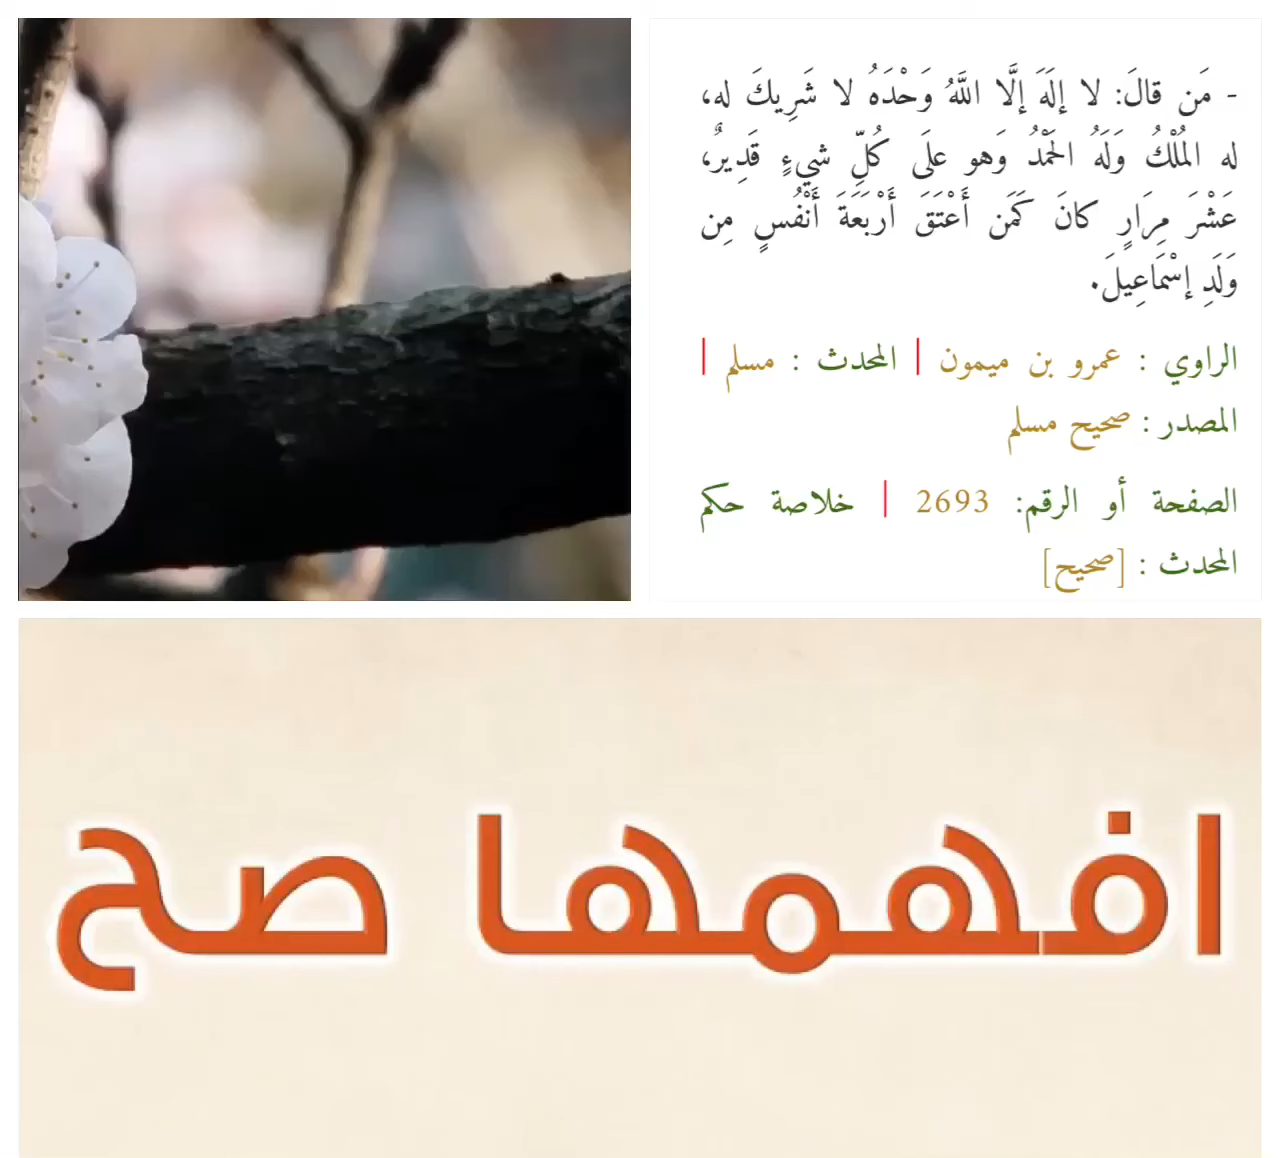 - مَن قالَ: لا إلَهَ إلَّا اللَّهُ وَحْدَهُ لا شَرِيكَ له،
له المُلْكُ وَلَهُ الحَمْدُ وَهو علَى كُلِّ شيءٍ قَدِيرٌ،
عَشْرَ مِرَارٍ كانَ كَمَن أَعْتَقَ أَرْبَعَةَ أَنْفُسٍ مِن
وَلَدِ إسْمَاعِيلَ.
الراوي : عمرو بن ميمون | المحدث : مسلم |
المصدر : صحيح مسلم
الصفحة أو الرقم: 2693 | خلاصة حكم
المحدث : [صحيح]
افهمها صح